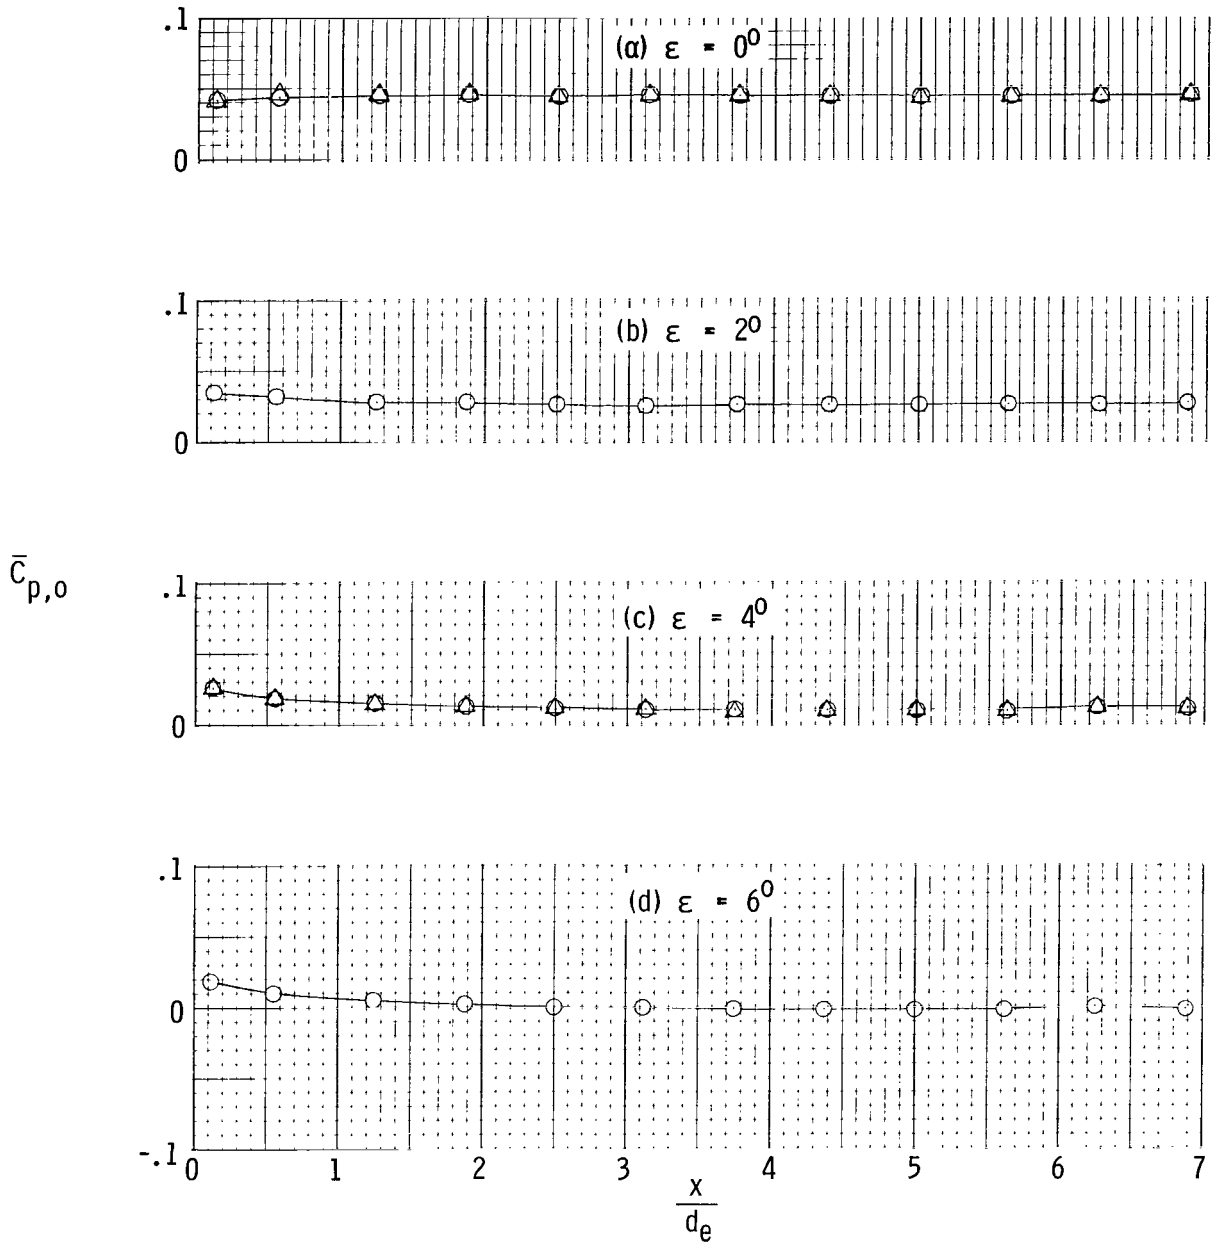 .1
(a) ε = 0⁰
0
.1
(b) ε = 2⁰
0
C̄p,o
.1
(c) ε = 4⁰
0
.1
(d) ε = 6⁰
0
-.1
0 1 2 3 4 5 6 7
x
de